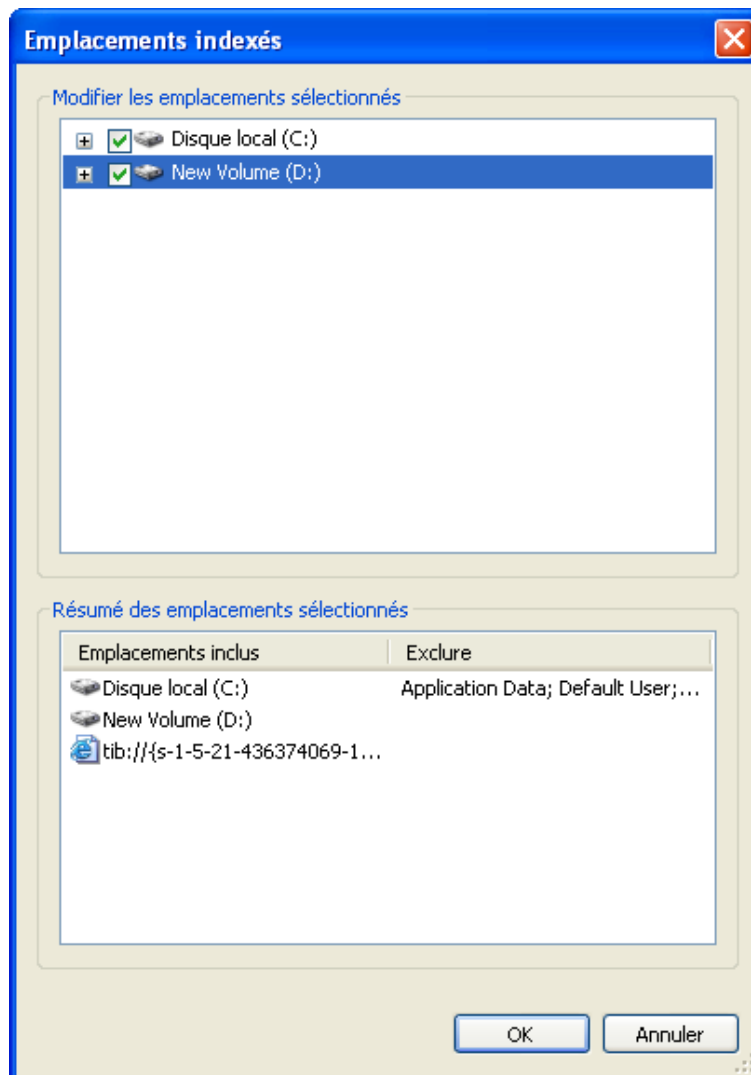 Emplacements indexés
Modifier les emplacements sélectionnés
Disque local (C:)
New Volume (D:)
Résumé des emplacements sélectionnés
Emplacements inclus Exclure
Disque local (C:) Application Data; Default User;...
New Volume (D:)
tib://{s-1-5-21-436374069-1...
OK Annuler